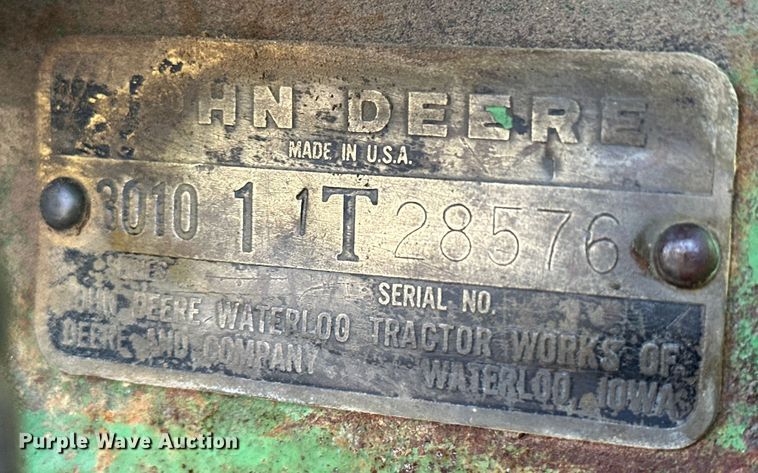 HN DEERE
MADE IN U.S.A.
3010 1 1T 28576
SERIAL NO.
DEERE WATERLOO TRACTOR WORKS OF
DEERE AND COMPANY WATERLOO, IOWA
Purple Wave Auction